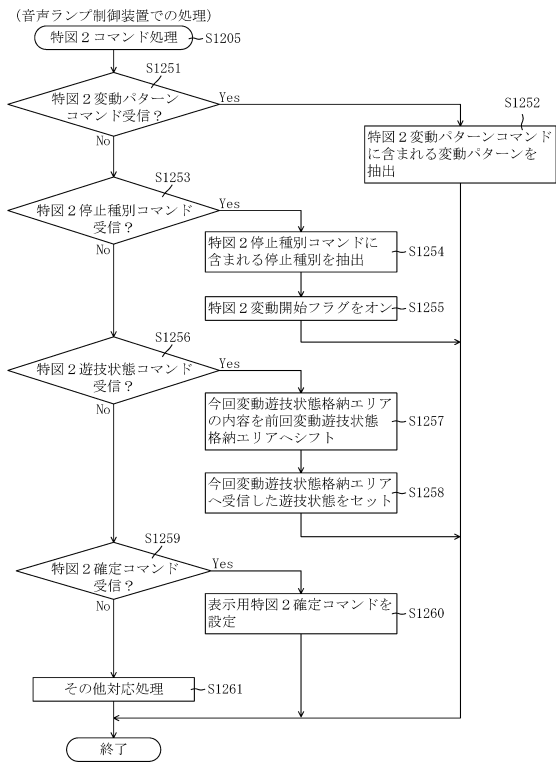 (音声ランプ制御装置での処理)
特図２コマンド処理
S1205
S1251
特図２変動パターン
コマンド受信？
Yes
No
S1252
特図２変動パターンコマンド
に含まれる変動パターンを
抽出
S1253
特図２停止種別コマンド
受信？
Yes
No
特図２停止種別コマンドに
含まれる停止種別を抽出
S1254
特図２変動開始フラグをオン
S1255
S1256
特図２遊技状態コマンド
受信？
Yes
No
今回変動遊技状態格納エリア
の内容を前回変動遊技状態
格納エリアへシフト
S1257
今回変動遊技状態格納エリア
へ受信した遊技状態をセット
S1258
S1259
特図２確定コマンド
受信？
Yes
No
表示用特図２確定コマンドを
設定
S1260
その他対応処理
S1261
終了